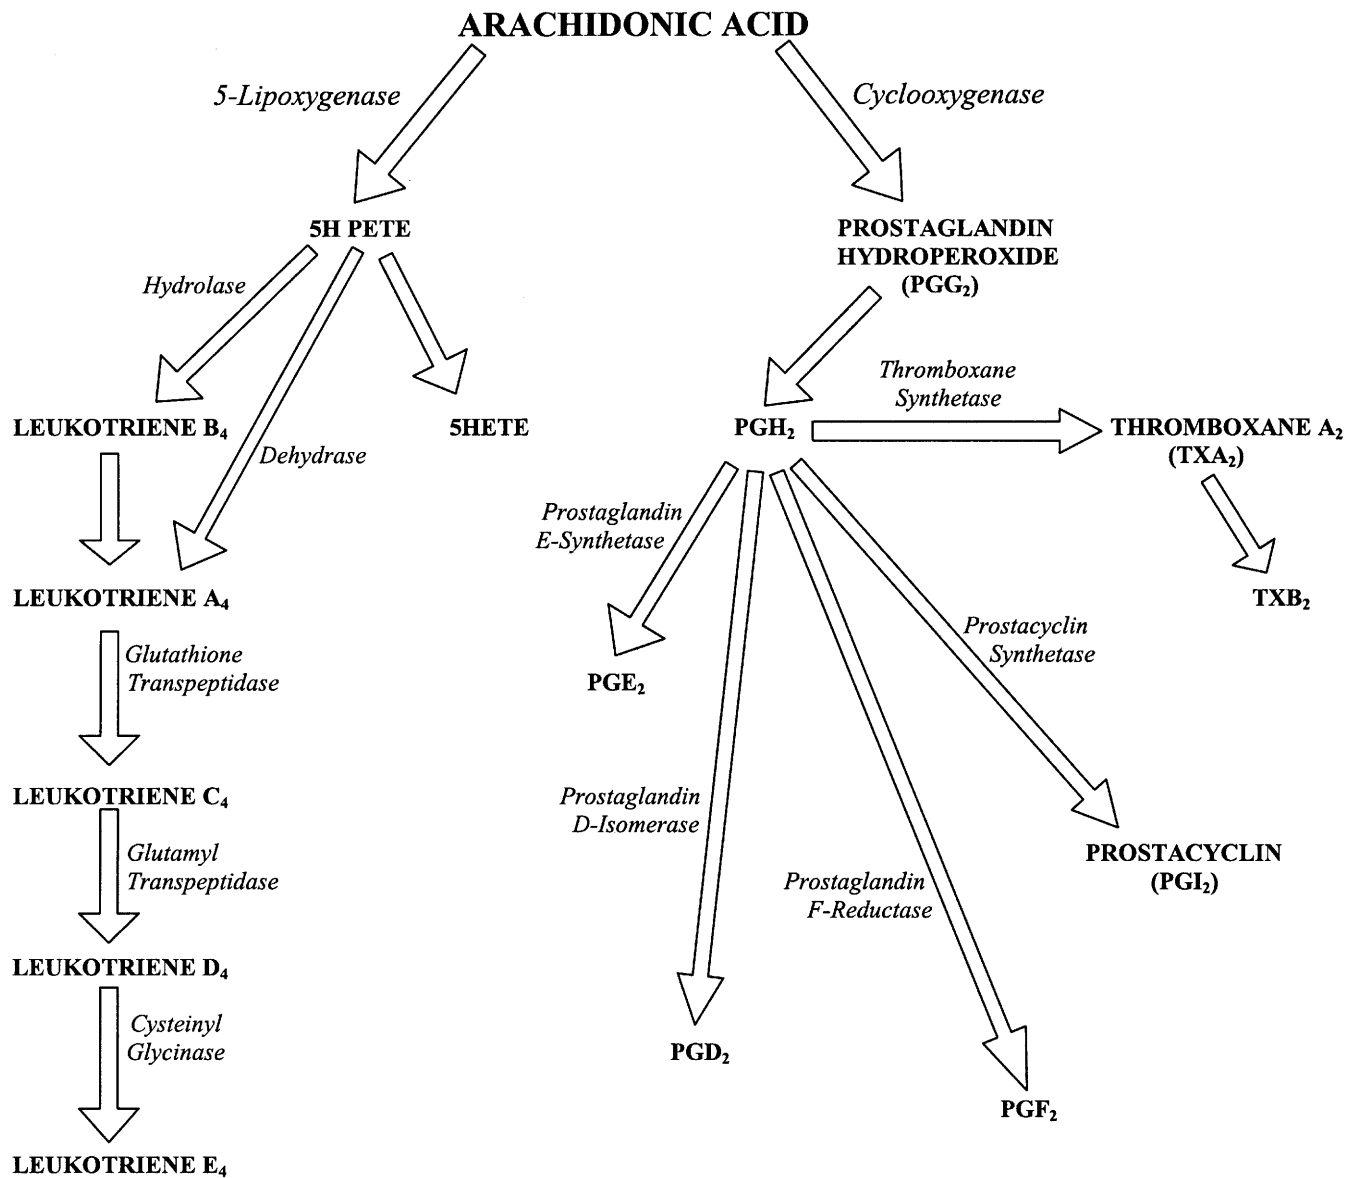 ARACHIDONIC ACID
5-Lipoxygenase
Cyclooxygenase
5H PETE
PROSTAGLANDIN
HYDROPEROXIDE
(PGG₂)
Hydrolase
Thromboxane
Synthetase
LEUKOTRIENE B₄
5HETE
PGH₂
THROMBOXANE A₂
(TXA₂)
Dehydrase
Prostaglandin
E-Synthetase
LEUKOTRIENE A₄
TXB₂
Glutathione
Transpeptidase
Prostacyclin
Synthetase
PGE₂
LEUKOTRIENE C₄
Prostaglandin
D-Isomerase
Glutamyl
Transpeptidase
PROSTACYCLIN
(PGI₂)
Prostaglandin
F-Reductase
LEUKOTRIENE D₄
Cysteinyl
Glycinase
PGD₂
PGF₂
LEUKOTRIENE E₄